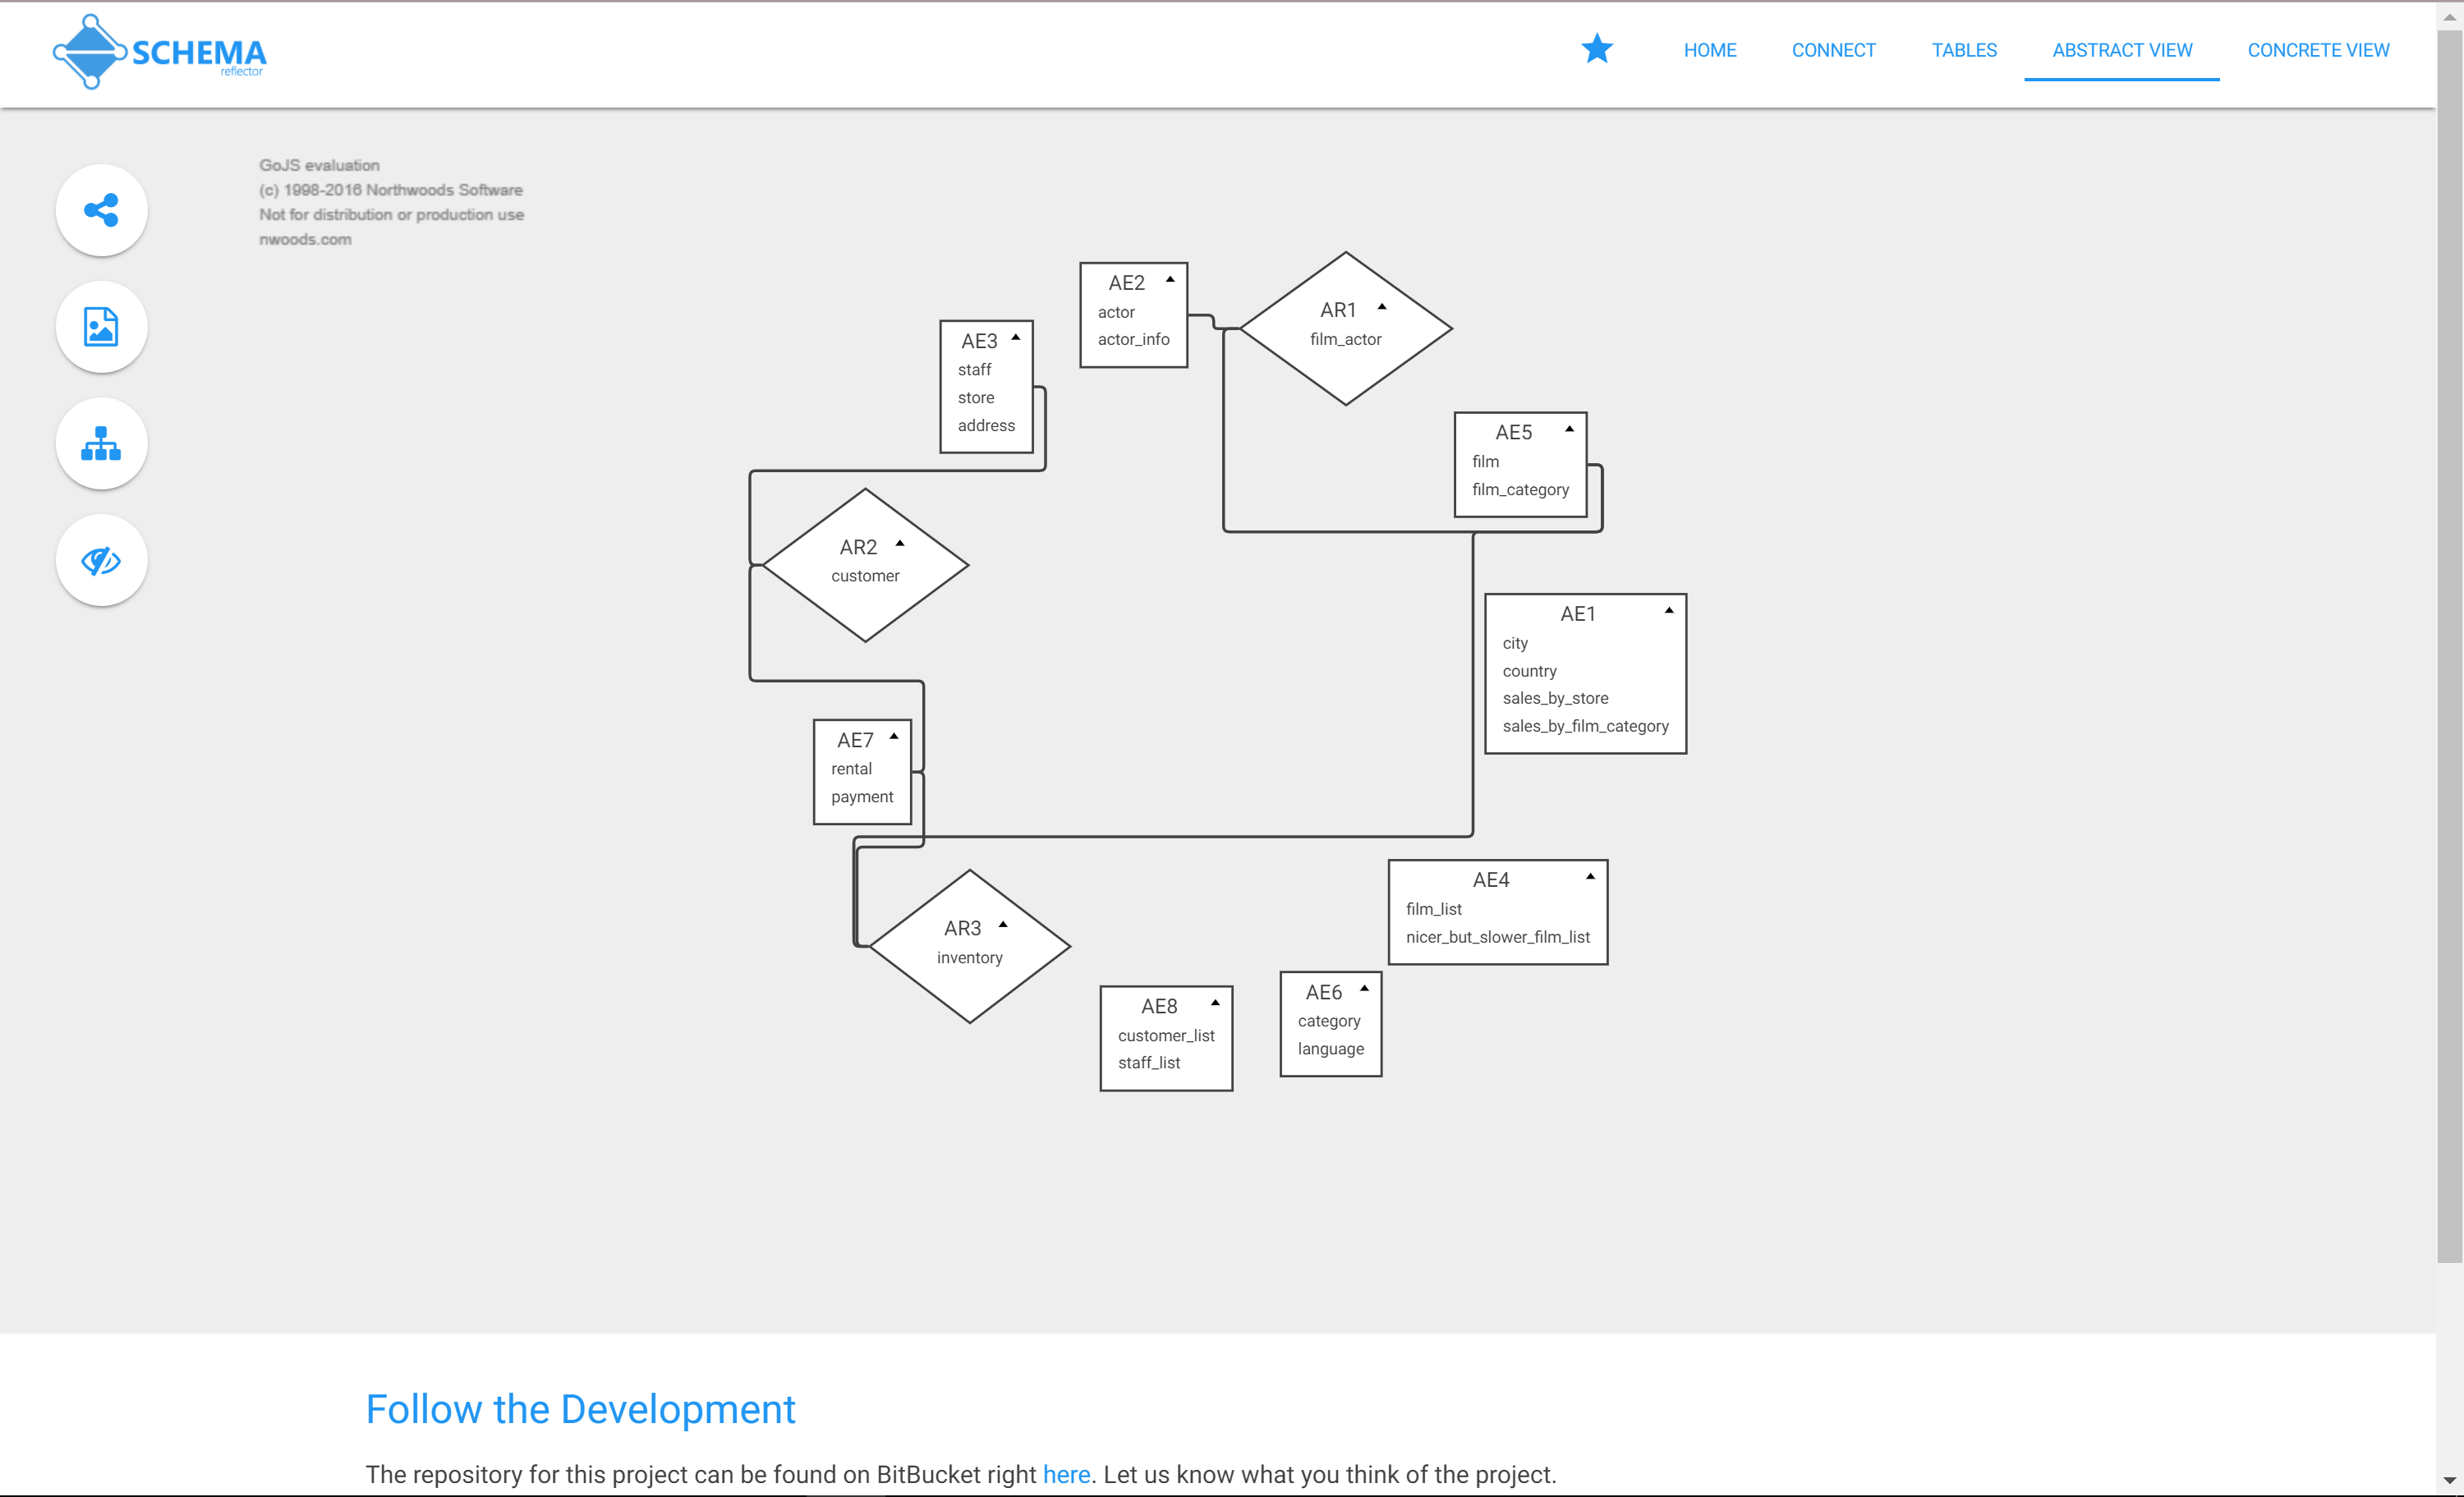 SCHEMA
reflector
HOME CONNECT TABLES ABSTRACT VIEW CONCRETE VIEW
GoJS evaluation
(c) 1998-2016 Northwoods Software
Not for distribution or production use
nwoods.com
AE2
actor
actor_info
AR1
film_actor
AE3
staff
store
address
AE5
film
film_category
AR2
customer
AE1
city
country
sales_by_store
sales_by_film_category
AE7
rental
payment
AE4
film_list
nicer_but_slower_film_list
AR3
inventory
AE8
customer_list
staff_list
AE6
category
language
Follow the Development
The repository for this project can be found on BitBucket right here. Let us know what you think of the project.